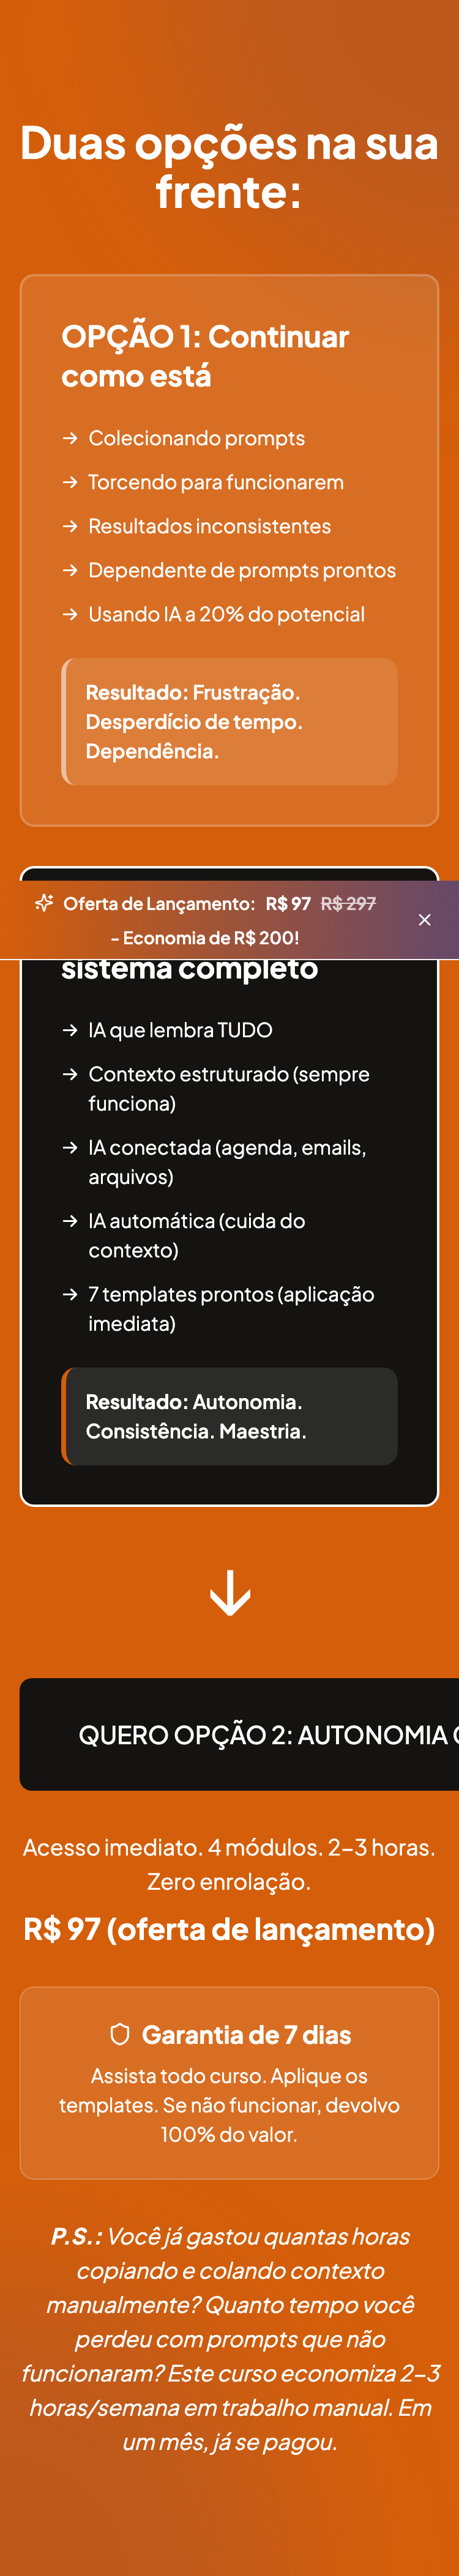 Duas opções na sua
frente:
OPÇÃO 1: Continuar
como está
→ Colecionando prompts
→ Torcendo para funcionarem
→ Resultados inconsistentes
→ Dependente de prompts prontos
→ Usando IA a 20% do potencial
Resultado: Frustração.
Desperdício de tempo.
Dependência.
Oferta de Lançamento: R$ 97 R$ 297
- Economia de R$ 200!
sistema completo
→ IA que lembra TUDO
→ Contexto estruturado (sempre
funciona)
→ IA conectada (agenda, emails,
arquivos)
→ IA automática (cuida do
contexto)
→ 7 templates prontos (aplicação
imediata)
Resultado: Autonomia.
Consistência. Maestria.
QUERO OPÇÃO 2: AUTONOMIA
Acesso imediato. 4 módulos. 2-3 horas.
Zero enrolação.
R$ 97 (oferta de lançamento)
Garantia de 7 dias
Assista todo curso. Aplique os
templates. Se não funcionar, devolvo
100% do valor.
P.S.: Você já gastou quantas horas
copiando e colando contexto
manualmente? Quanto tempo você
perdeu com prompts que não
funcionaram? Este curso economiza 2-3
horas/semana em trabalho manual. Em
um mês, já se pagou.